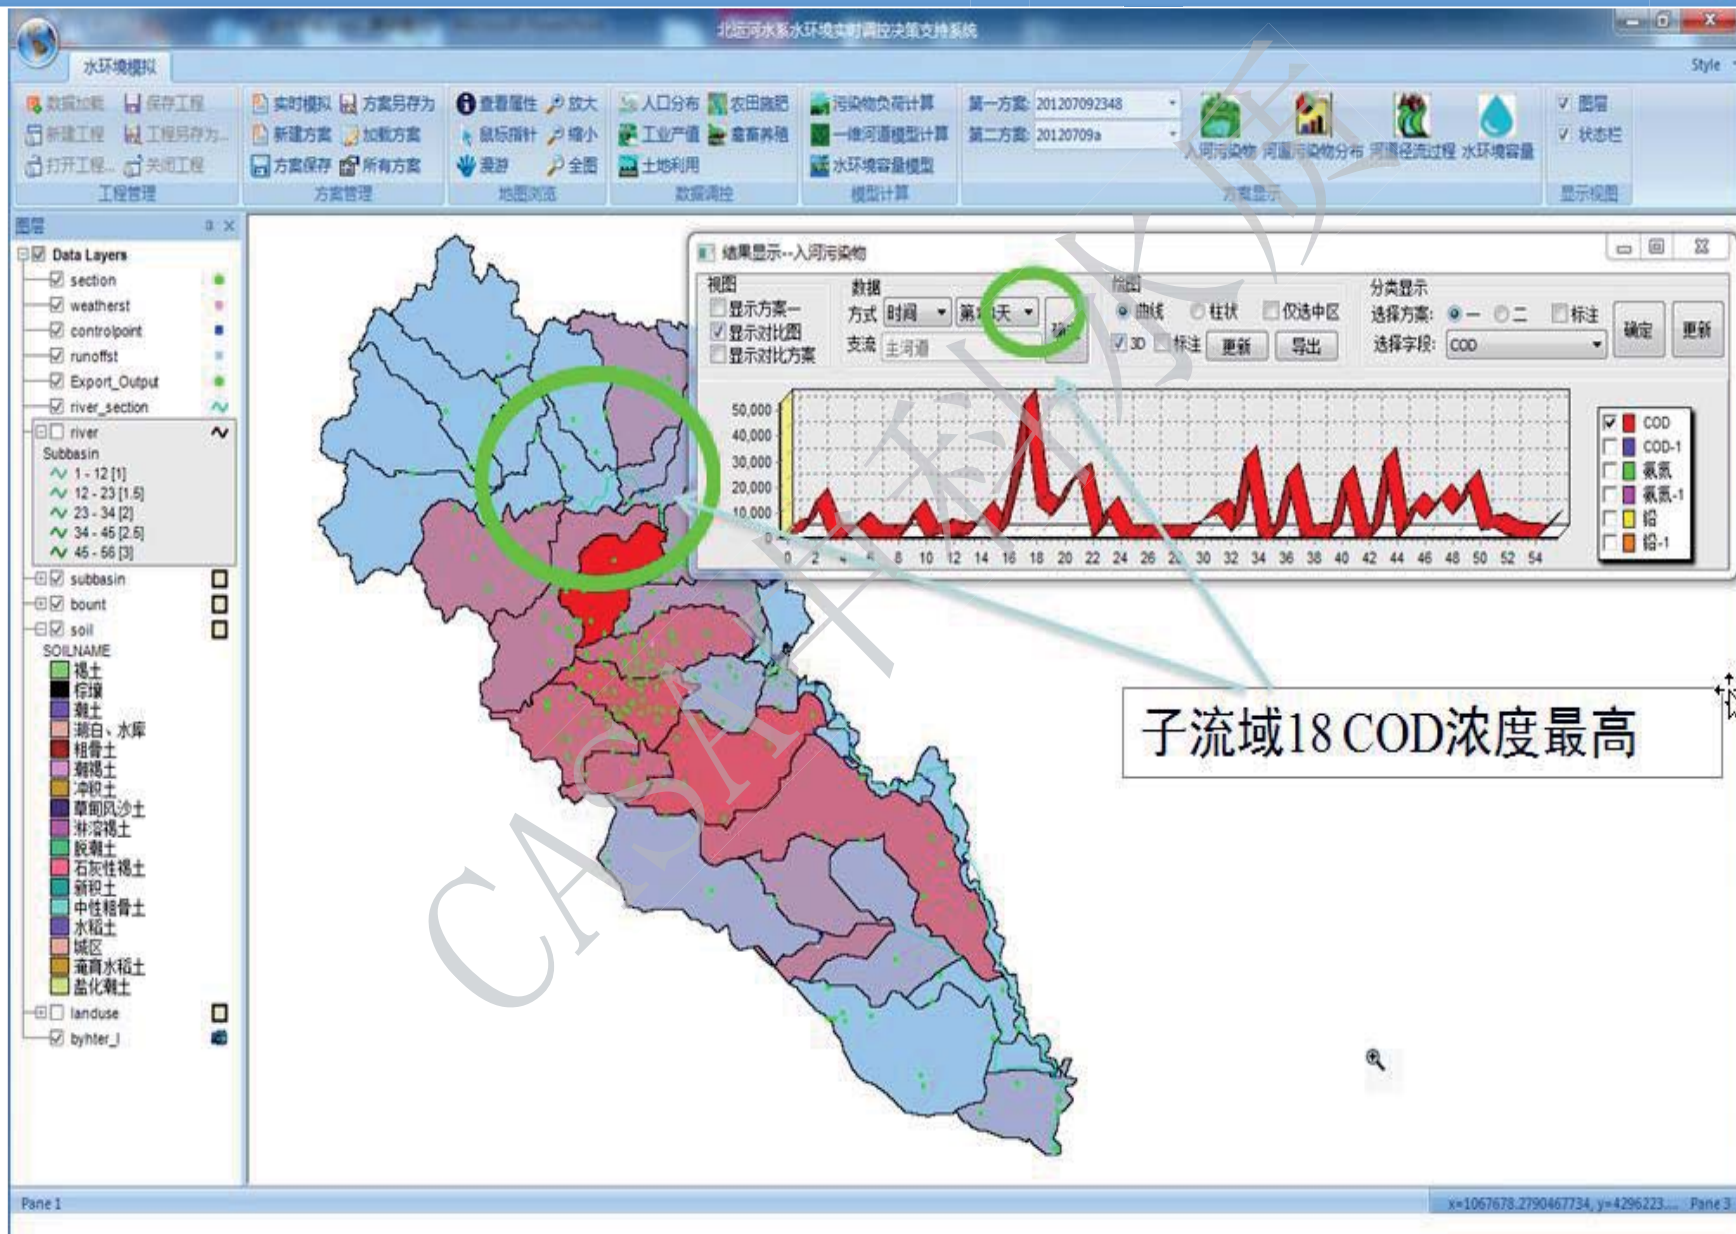 北运河水系水环境实时调控决策支持系统
水环境模拟
Style
数据加载 保存工程
新建工程 工程另存为...
打开工程... 关闭工程
工程管理
实时模拟 方案另存为
新建方案 加载方案
方案保存 所有方案
方案管理
查看属性 放大
鼠标指针 缩小
漫游 全图
地图浏览
人口分布 农田施肥
工业产值 畜畜养殖
土地利用
数据调控
污染物负荷计算
一维河道模型计算
水环境容量模型
模型计算
第一方案: 201207092348
第二方案: 20120709a
入河污染物 河道污染物分布 河道径流过程 水环境容量
方案显示
图层
状态栏
显示视图
图层
Data Layers
section
weatherst
controlpoint
runoffst
Export_Output
river_section
river
Subbasin
1 - 12 [1]
12 - 23 [1.5]
23 - 34 [2]
34 - 45 [2.5]
45 - 56 [3]
subbasin
bount
soil
SOILNAME
褐土
棕壤
潮土
湖白、水库
粗骨土
潮褐土
冲积土
草甸风沙土
淋溶褐土
脱潮土
石灰性褐土
新积土
中性粗骨土
水稻土
城区
淹育水稻土
盐化潮土
landuse
byhter_l
结果显示--入河污染物
视图
显示方案一
显示对比图
显示对比方案
数据
方式 时间 第 天
支流 主河道
绘图
曲线 柱状 仅选中区
3D 标注 更新 导出
分类显示
选择方案: 一 二 标注
选择字段: COD
确定 更新
50,000
40,000
30,000
20,000
10,000
0
0 2 4 6 8 10 12 14 16 18 20 22 24 26 28 30 32 34 36 38 40 42 44 46 48 50 52 54
COD
COD-1
氨氮
氨氮-1
铅
铅-1
子流域18 COD浓度最高
Pane 1
x=1067678.2790467734, y=4296223.... Pane 3